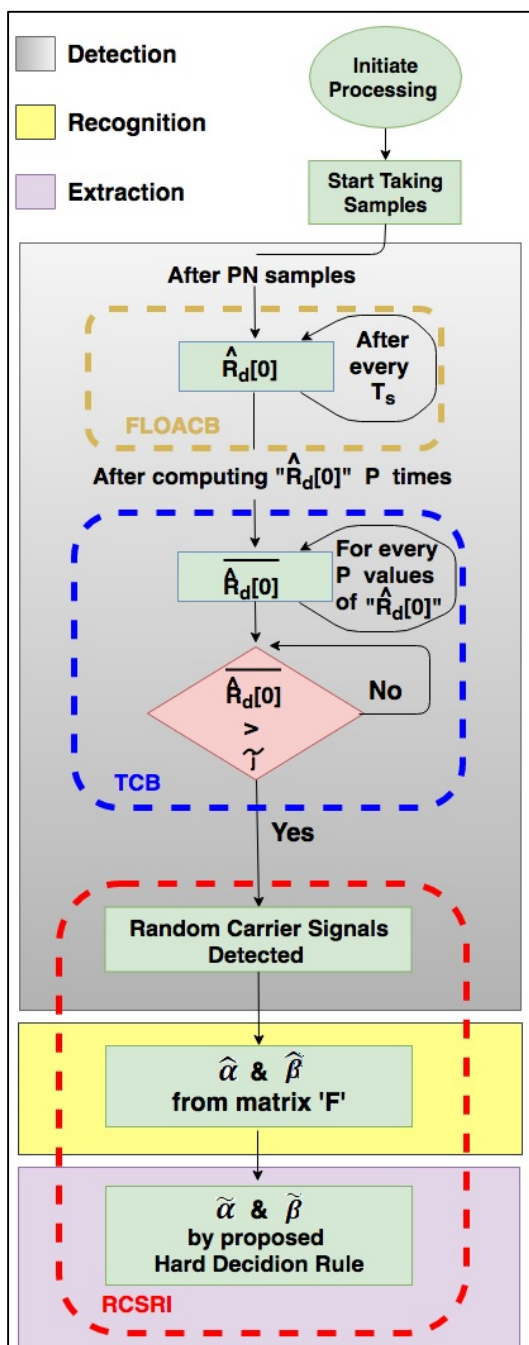 Detection
Recognition
Extraction
Initiate
Processing
Start Taking
Samples
After PN samples
R̂d[0]
After
every
Ts
FLOACB
After computing "R̂d[0]" P times
R̂d[0]
For every
P values
of "R̂d[0]"
R̂d[0]
>
No
TCB
Yes
Random Carrier Signals
Detected
α̂ & β̂
from matrix 'F'
α̃ & β̃
by proposed
Hard Decidion Rule
RCSRI